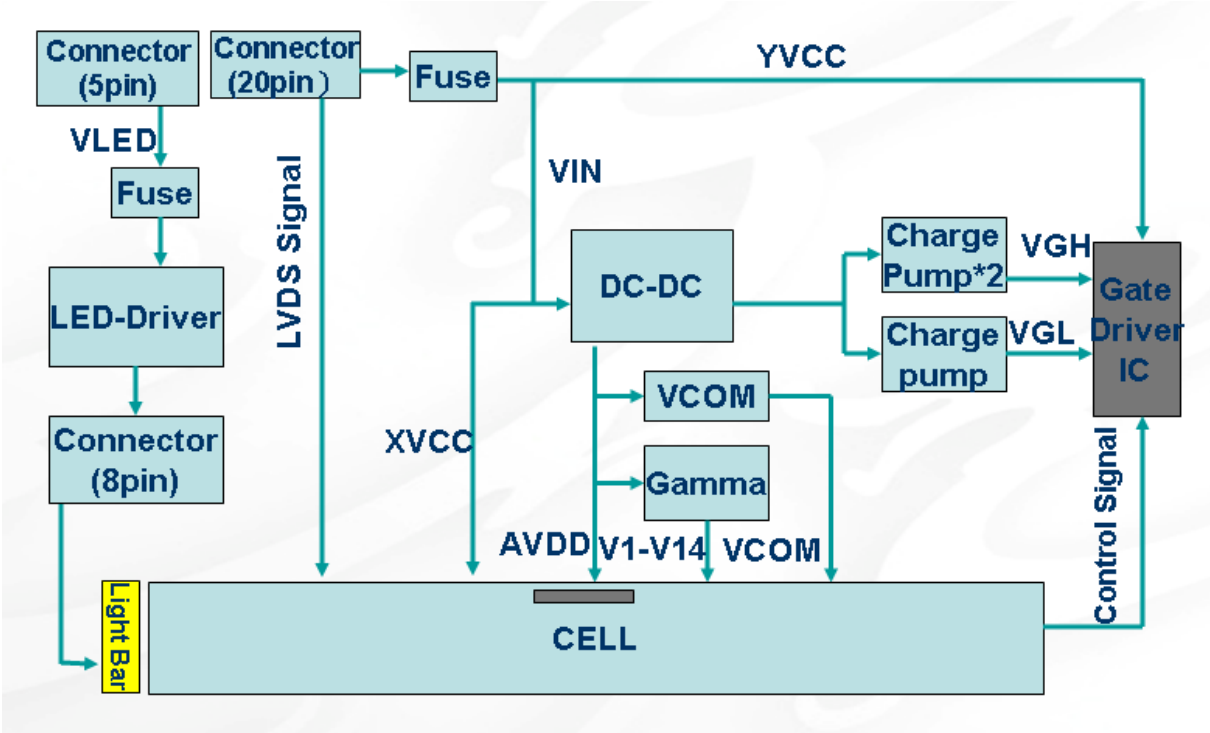 Connector
(5pin)
Connector
(20pin）
Fuse
YVCC
VLED
Fuse
LVDS Signal
VIN
LED-Driver
DC-DC
Charge
Pump*2
VGH
Charge
pump
VGL
Gate
Driver
IC
Connector
(8pin)
XVCC
VCOM
Gamma
AVDD
V1-V14
VCOM
Control Signal
Light Bar
CELL